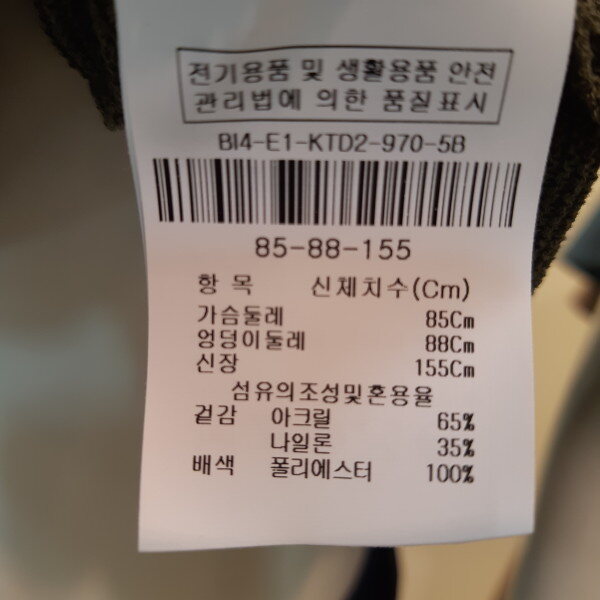 전기용품 및 생활용품 안전
관리법에 의한 품질표시
BI4-E1-KTD2-970-5B
85-88-155
항 목 신체치수(Cm)
가슴둘레 85Cm
엉덩이둘레 88Cm
신장 155Cm
섬유의조성및혼용율
겉감 아크릴 65%
나일론 35%
배색 폴리에스터 100%